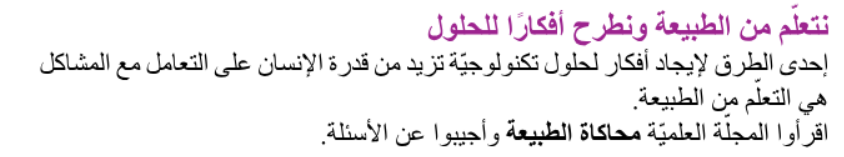 نتعلّم من الطبيعة ونطرح أفكارًا للحلول
إحدى الطرق لإيجاد أفكار لحلول تكنولوجيّة تزيد من قدرة الإنسان على التعامل مع المشاكل
هي التعلّم من الطبيعة.
اقرأوا المجلّة العلميّة محاكاة الطبيعة وأجيبوا عن الأسئلة.